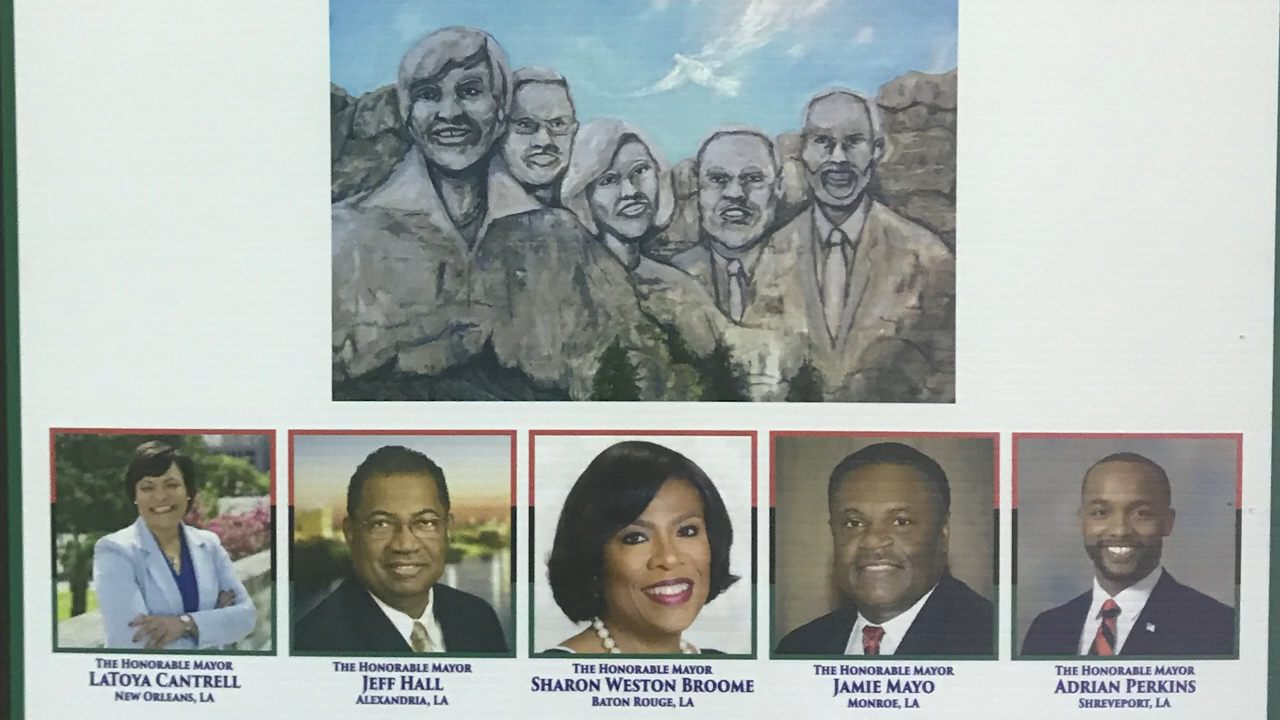 THE HONORABLE MAYOR
LATOYA CANTRELL
NEW ORLEANS, LA
THE HONORABLE MAYOR
JEFF HALL
ALEXANDRIA, LA
THE HONORABLE MAYOR
SHARON WESTON BROOME
BATON ROUGE, LA
THE HONORABLE MAYOR
JAMIE MAYO
MONROE, LA
THE HONORABLE MAYOR
ADRIAN PERKINS
SHREVEPORT, LA